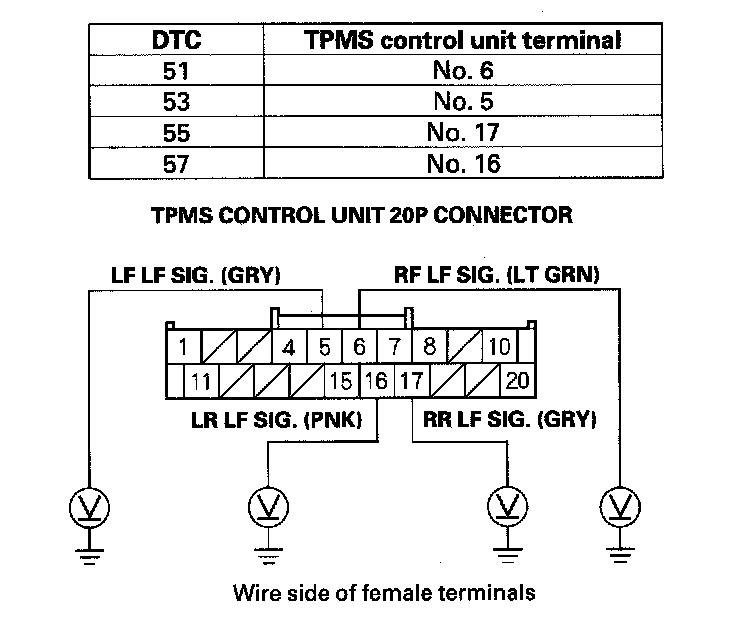 DTC TPMS control unit terminal
51 No. 6
53 No. 5
55 No. 17
57 No. 16
TPMS CONTROL UNIT 20P CONNECTOR
LF LF SIG. (GRY) RF LF SIG. (LT GRN)
1 4 5 6 7 8 10
11 15 16 17 20
LR LF SIG. (PNK) RR LF SIG. (GRY)
V V V V
Wire side of female terminals